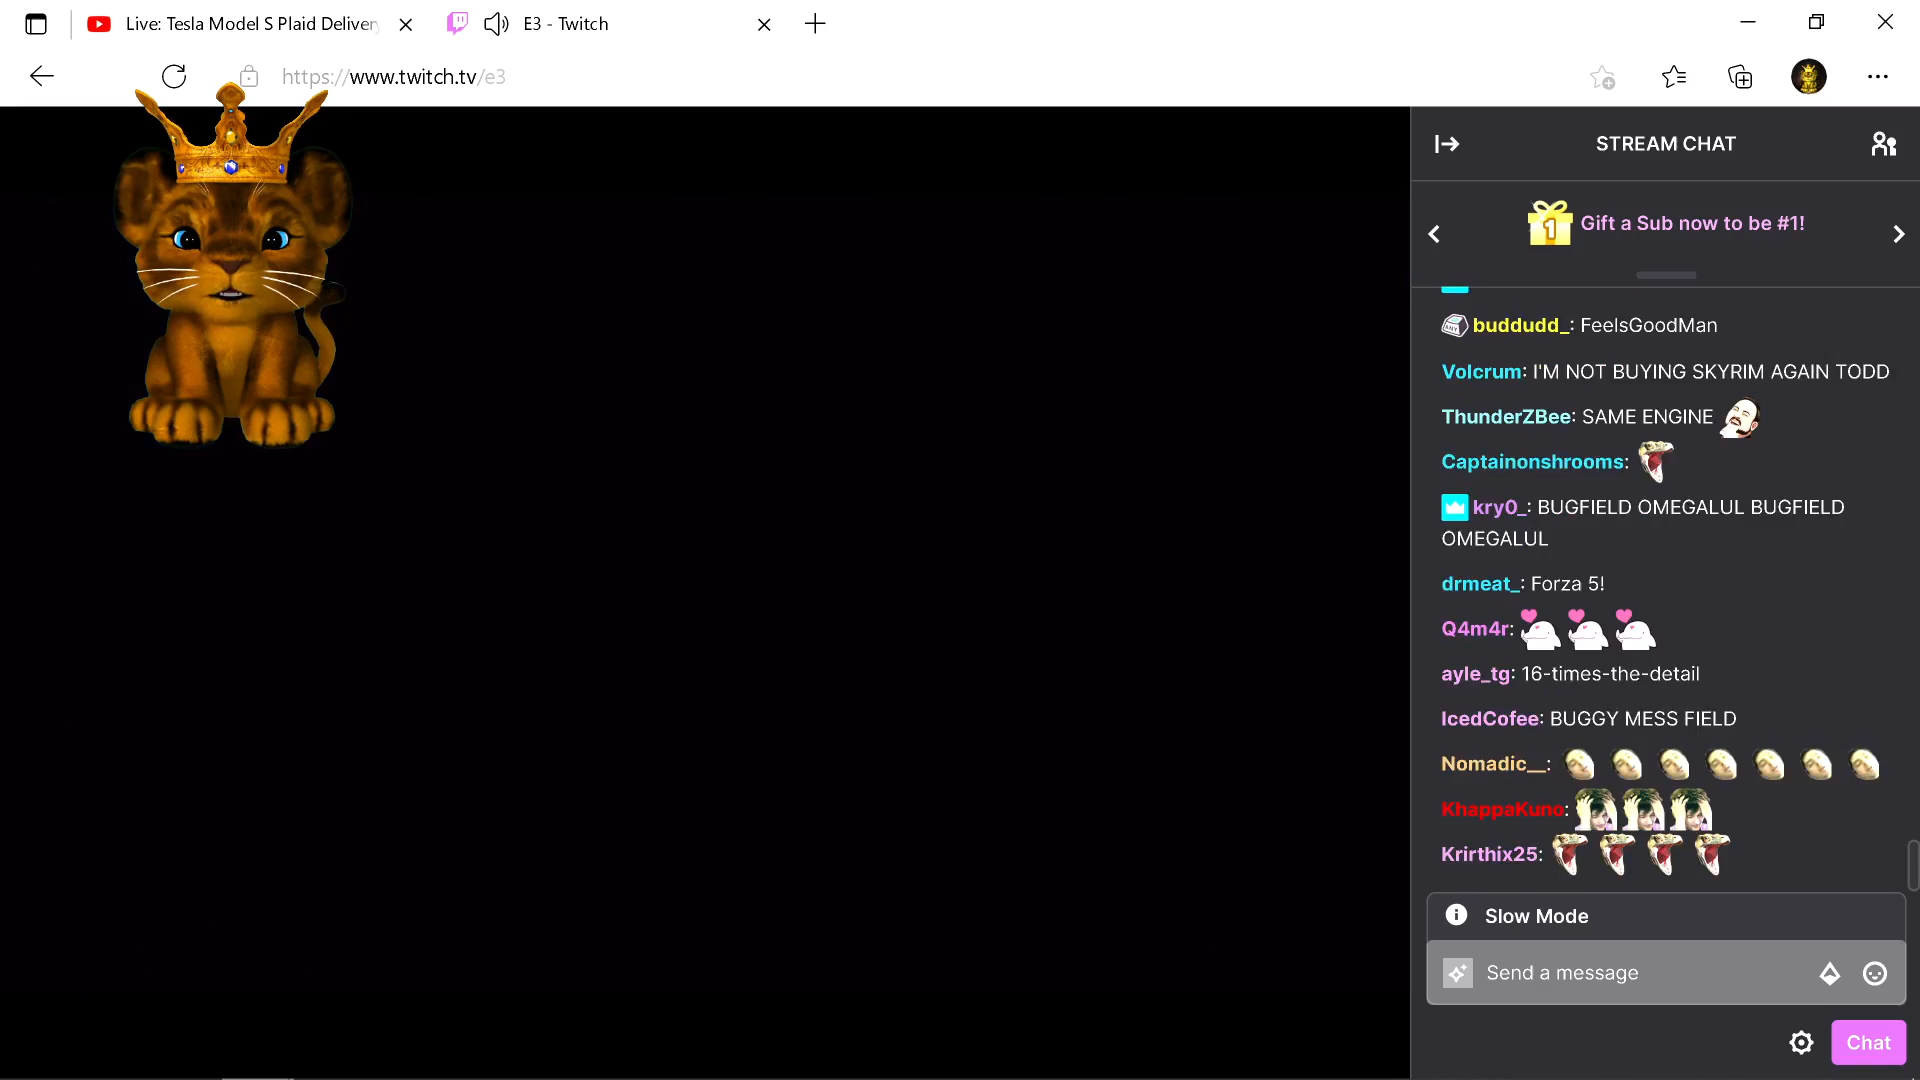 Live: Tesla Model S Plaid Deliver
E3 - Twitch
https://www.twitch.tv/e3
STREAM CHAT
1
Gift a Sub now to be #1!
buddudd_: FeelsGoodMan
Volcrum: I'M NOT BUYING SKYRIM AGAIN TODD
ThunderZBee: SAME ENGINE
Captainonshrooms:
kry0_: BUGFIELD OMEGALUL BUGFIELD
OMEGALUL
drmeat_: Forza 5!
Q4m4r:
ayle_tg: 16-times-the-detail
IcedCofee: BUGGY MESS FIELD
Nomadic__:
KhappaKuno:
Krirthix25:
Slow Mode
Send a message
Chat